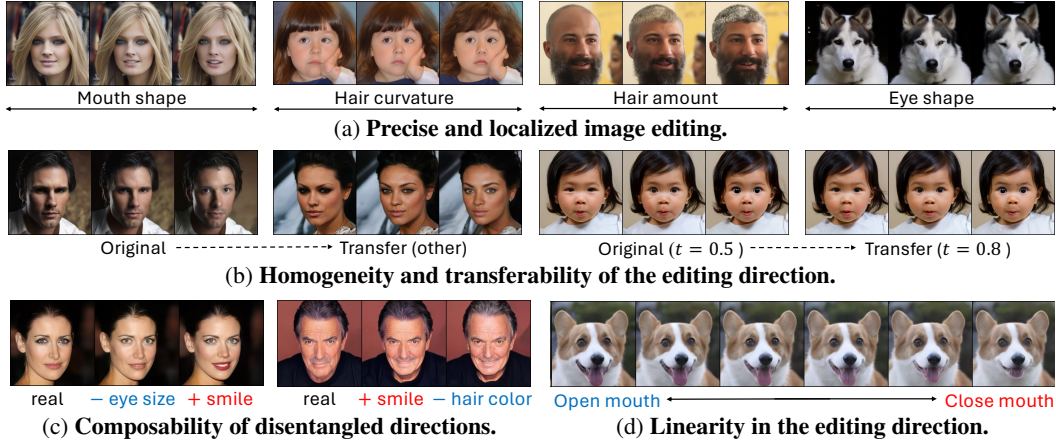 Mouth shape
Hair curvature
Hair amount
Eye shape
(a) Precise and localized image editing.
Original
Transfer (other)
Original (t = 0.5 )
Transfer (t = 0.8 )
(b) Homogeneity and transferability of the editing direction.
real
− eye size
+ smile
real
+ smile
− hair color
Open mouth
Close mouth
(c) Composability of disentangled directions.
(d) Linearity in the editing direction.